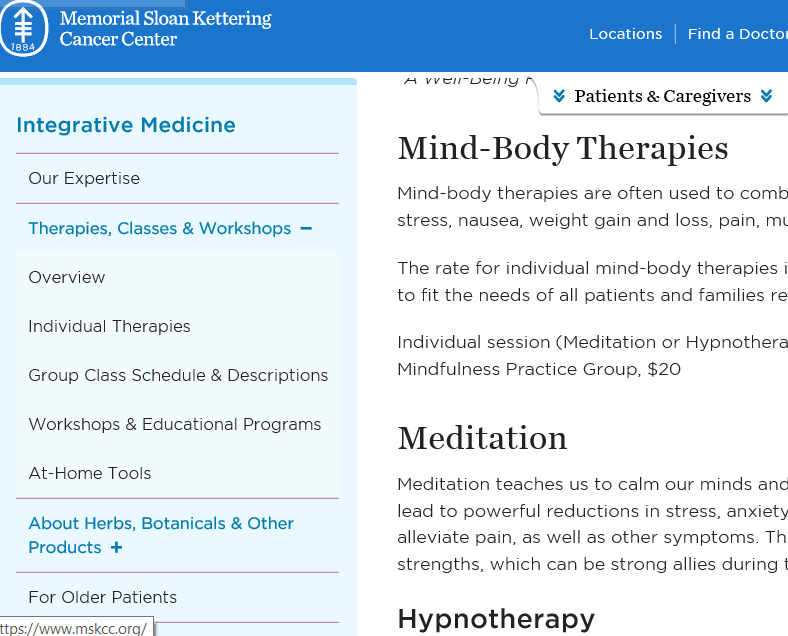 Memorial Sloan Kettering
Cancer Center
1884
Locations
Find a Doctor
Integrative Medicine
Our Expertise
Therapies, Classes & Workshops −
Overview
Individual Therapies
Group Class Schedule & Descriptions
Workshops & Educational Programs
At-Home Tools
About Herbs, Botanicals & Other
Products +
For Older Patients
ttps://www.mskcc.org/
A Well-Being
Patients & Caregivers
Mind-Body Therapies
Mind-body therapies are often used to comb
stress, nausea, weight gain and loss, pain, mu
The rate for individual mind-body therapies i
to fit the needs of all patients and families re
Individual session (Meditation or Hypnothera
Mindfulness Practice Group, $20
Meditation
Meditation teaches us to calm our minds and
lead to powerful reductions in stress, anxiety
alleviate pain, as well as other symptoms. Th
strengths, which can be strong allies during t
Hypnotherapy